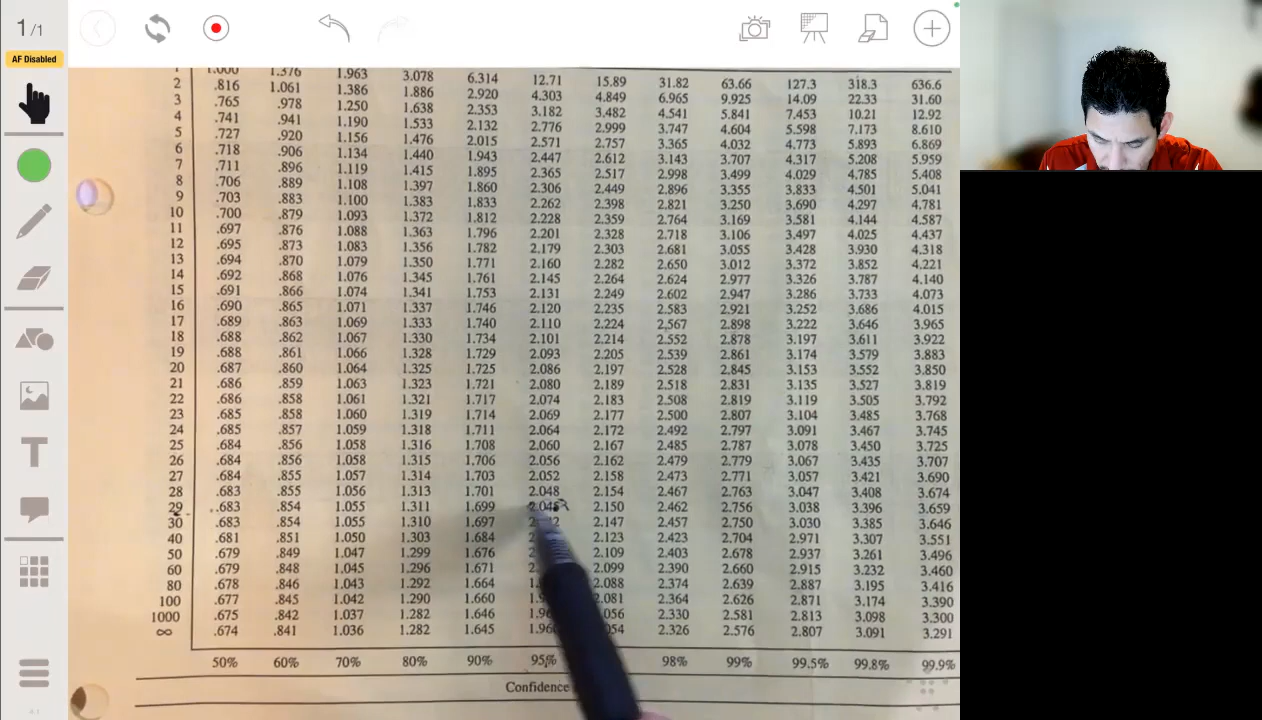 1/1
AF Disabled
1 1.000 1.376 1.963 3.078 6.314 12.71 15.89 31.82 63.66 127.3 318.3 636.6
2 .816 1.061 1.386 1.886 2.920 4.303 4.849 6.965 9.925 14.09 22.33 31.60
3 .765 .978 1.250 1.638 2.353 3.182 3.482 4.541 5.841 7.453 10.21 12.92
4 .741 .941 1.190 1.533 2.132 2.776 2.999 3.747 4.604 5.598 7.173 8.610
5 .727 .920 1.156 1.476 2.015 2.571 2.757 3.365 4.032 4.773 5.893 6.869
6 .718 .906 1.134 1.440 1.943 2.447 2.612 3.143 3.707 4.317 5.208 5.959
7 .711 .896 1.119 1.415 1.895 2.365 2.517 2.998 3.499 4.029 4.785 5.408
8 .706 .889 1.108 1.397 1.860 2.306 2.449 2.896 3.355 3.833 4.501 5.041
9 .703 .883 1.100 1.383 1.833 2.262 2.398 2.821 3.250 3.690 4.297 4.781
10 .700 .879 1.093 1.372 1.812 2.228 2.359 2.764 3.169 3.581 4.144 4.587
11 .697 .876 1.088 1.363 1.796 2.201 2.328 2.718 3.106 3.497 4.025 4.437
12 .695 .873 1.083 1.356 1.782 2.179 2.303 2.681 3.055 3.428 3.930 4.318
13 .694 .870 1.079 1.350 1.771 2.160 2.282 2.650 3.012 3.372 3.852 4.221
14 .692 .868 1.076 1.345 1.761 2.145 2.264 2.624 2.977 3.326 3.787 4.140
15 .691 .866 1.074 1.341 1.753 2.131 2.249 2.602 2.947 3.286 3.733 4.073
16 .690 .865 1.071 1.337 1.746 2.120 2.235 2.583 2.921 3.252 3.686 4.015
17 .689 .863 1.069 1.333 1.740 2.110 2.224 2.567 2.898 3.222 3.646 3.965
18 .688 .862 1.067 1.330 1.734 2.101 2.214 2.552 2.878 3.197 3.611 3.922
19 .688 .861 1.066 1.328 1.729 2.093 2.205 2.539 2.861 3.174 3.579 3.883
20 .687 .860 1.064 1.325 1.725 2.086 2.197 2.528 2.845 3.153 3.552 3.850
21 .686 .859 1.063 1.323 1.721 2.080 2.189 2.518 2.831 3.135 3.527 3.819
22 .686 .858 1.061 1.321 1.717 2.074 2.183 2.508 2.819 3.119 3.505 3.792
23 .685 .858 1.060 1.319 1.714 2.069 2.177 2.500 2.807 3.104 3.485 3.768
24 .685 .857 1.059 1.318 1.711 2.064 2.172 2.492 2.797 3.091 3.467 3.745
25 .684 .856 1.058 1.316 1.708 2.060 2.167 2.485 2.787 3.078 3.450 3.725
26 .684 .856 1.058 1.315 1.706 2.056 2.162 2.479 2.779 3.067 3.435 3.707
27 .684 .855 1.057 1.314 1.703 2.052 2.158 2.473 2.771 3.057 3.421 3.690
28 .683 .855 1.056 1.313 1.701 2.048 2.154 2.467 2.763 3.047 3.408 3.674
29 .683 .854 1.055 1.311 1.699 2.045 2.150 2.462 2.756 3.038 3.396 3.659
30 .683 .854 1.055 1.310 1.697 2.147 2.457 2.750 3.030 3.385 3.646
40 .681 .851 1.050 1.303 1.684 2.123 2.423 2.704 2.971 3.307 3.551
50 .679 .849 1.047 1.299 1.676 2.109 2.403 2.678 2.937 3.261 3.496
60 .679 .848 1.045 1.296 1.671 2.099 2.390 2.660 2.915 3.232 3.460
80 .678 .846 1.043 1.292 1.664 2.088 2.374 2.639 2.887 3.195 3.416
100 .677 .845 1.042 1.290 1.660 2.081 2.364 2.626 2.871 3.174 3.390
1000 .675 .842 1.037 1.282 1.646 2.330 2.581 2.813 3.098 3.300
∞ .674 .841 1.036 1.282 1.645 1.960 2.326 2.576 2.807 3.091 3.291
50% 60% 70% 80% 90% 95% 98% 99% 99.5% 99.8% 99.9%
Confidence